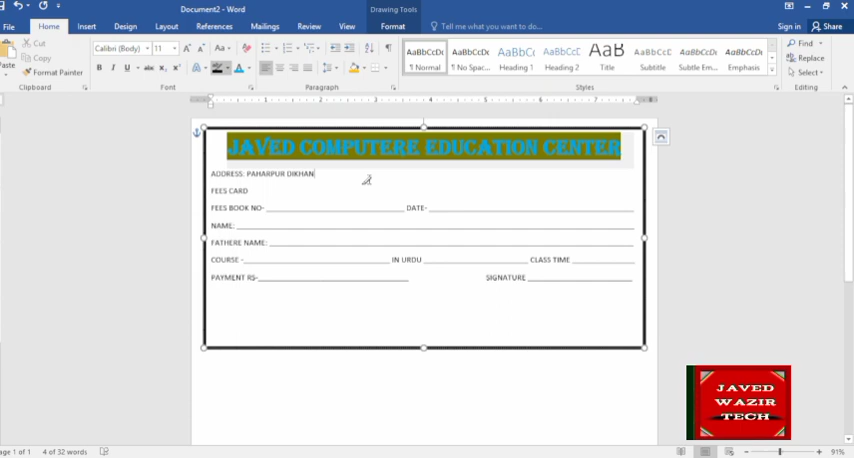 Document2 - Word
Drawing Tools
File Home Insert Design Layout References Mailings Review View Format Tell me what you want to do... Sign in Share
Cut
Copy
Paste
Format Painter
Clipboard
Calibri (Body) 11
Font
Paragraph
AaBbCcDc AaBbCcDc AaBbCc AaBbCcC AaB AaBbCcD AaBbCcDi AaBbCcDi
¶ Normal ¶ No Spac... Heading 1 Heading 2 Title Subtitle Subtle Em... Emphasis
Styles
Find
Replace
Select
Editing
JAVED COMPUTERE EDUCATION CENTER
ADDRESS: PAHARPUR DIKHAN
FEES CARD
FEES BOOK NO- DATE-
NAME:
FATHERE NAME:
COURSE - IN URDU CLASS TIME
PAYMENT RS- SIGNATURE
JAVED
WAZIR
TECH
age 1 of 1 4 of 32 words 91%